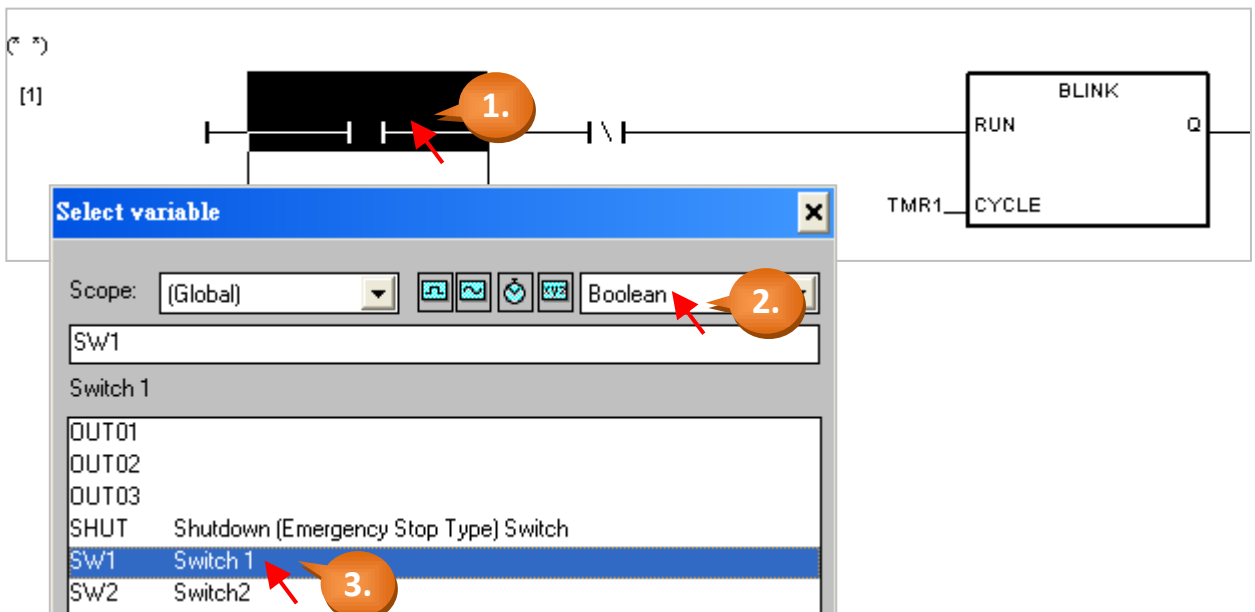 (* *)
[1]
1.
BLINK
RUN Q
TMR1 CYCLE
Select variable
Scope: (Global) xyz Boolean
2.
SW1
Switch 1
OUT01
OUT02
OUT03
SHUT Shutdown (Emergency Stop Type) Switch
SW1 Switch 1
3.
SW2 Switch2